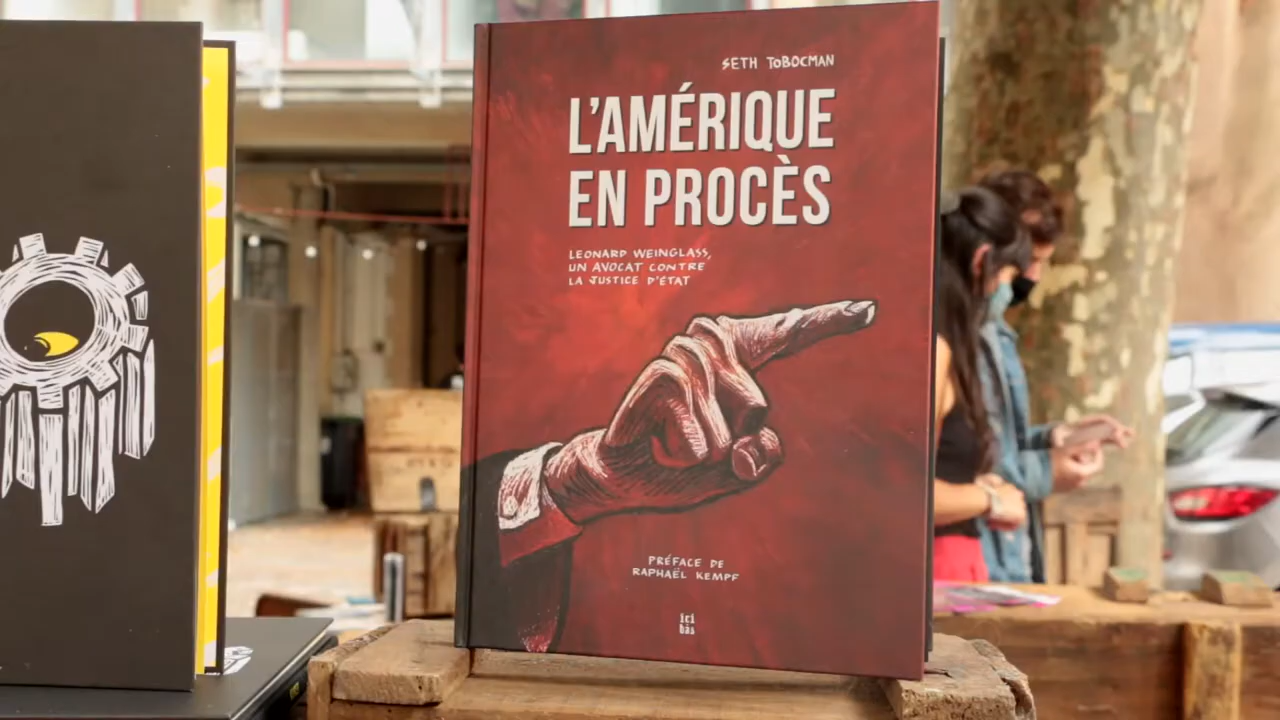 SETH TOBOCMAN
L'AMÉRIQUE
EN PROCÈS
LEONARD WEINGLASS,
UN AVOCAT CONTRE
LA JUSTICE D'ÉTAT
PRÉFACE DE
RAPHAËL KEMPF
ici
bas